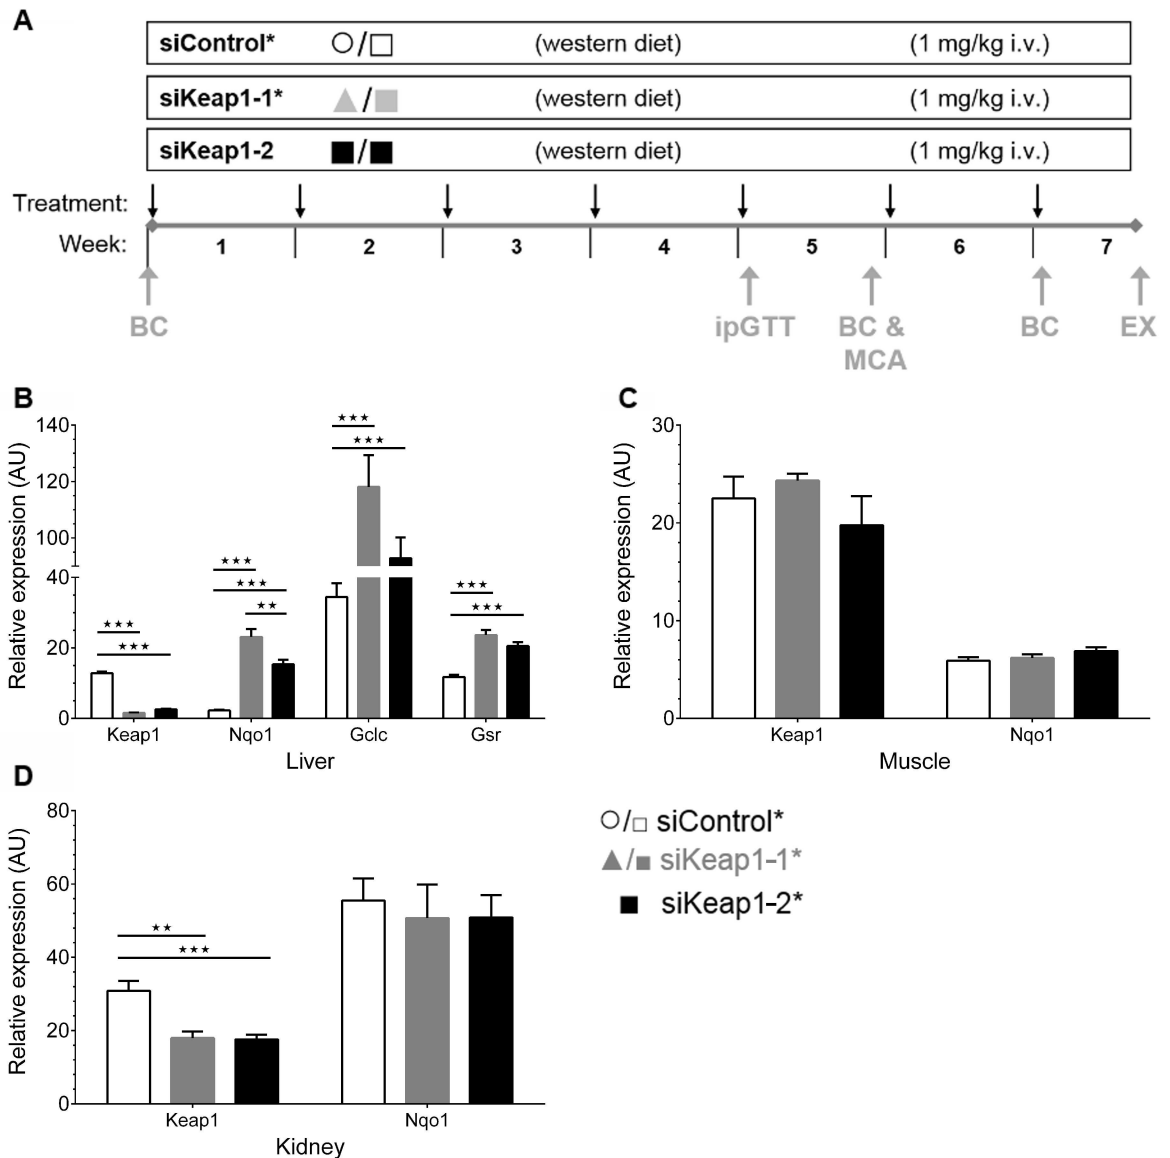 A
siControl* / (western diet) (1 mg/kg i.v.)
siKeap1-1* / (western diet) (1 mg/kg i.v.)
siKeap1-2 / (western diet) (1 mg/kg i.v.)
Treatment:
Week: 1 2 3 4 5 6 7
BC ipGTT BC & MCA BC EX
B
Relative expression (AU)
140
120
100
40
20
0
★★★
★★★
★★★
★★★
★★
★★★
★★★
★★★
★★★
Keap1 Nqo1 Gclc Gsr
Liver
C
Relative expression (AU)
30
20
10
0
Keap1 Nqo1
Muscle
D
Relative expression (AU)
80
60
40
20
0
★★
★★★
Keap1 Nqo1
Kidney
/ siControl*
/ siKeap1-1*
siKeap1-2*